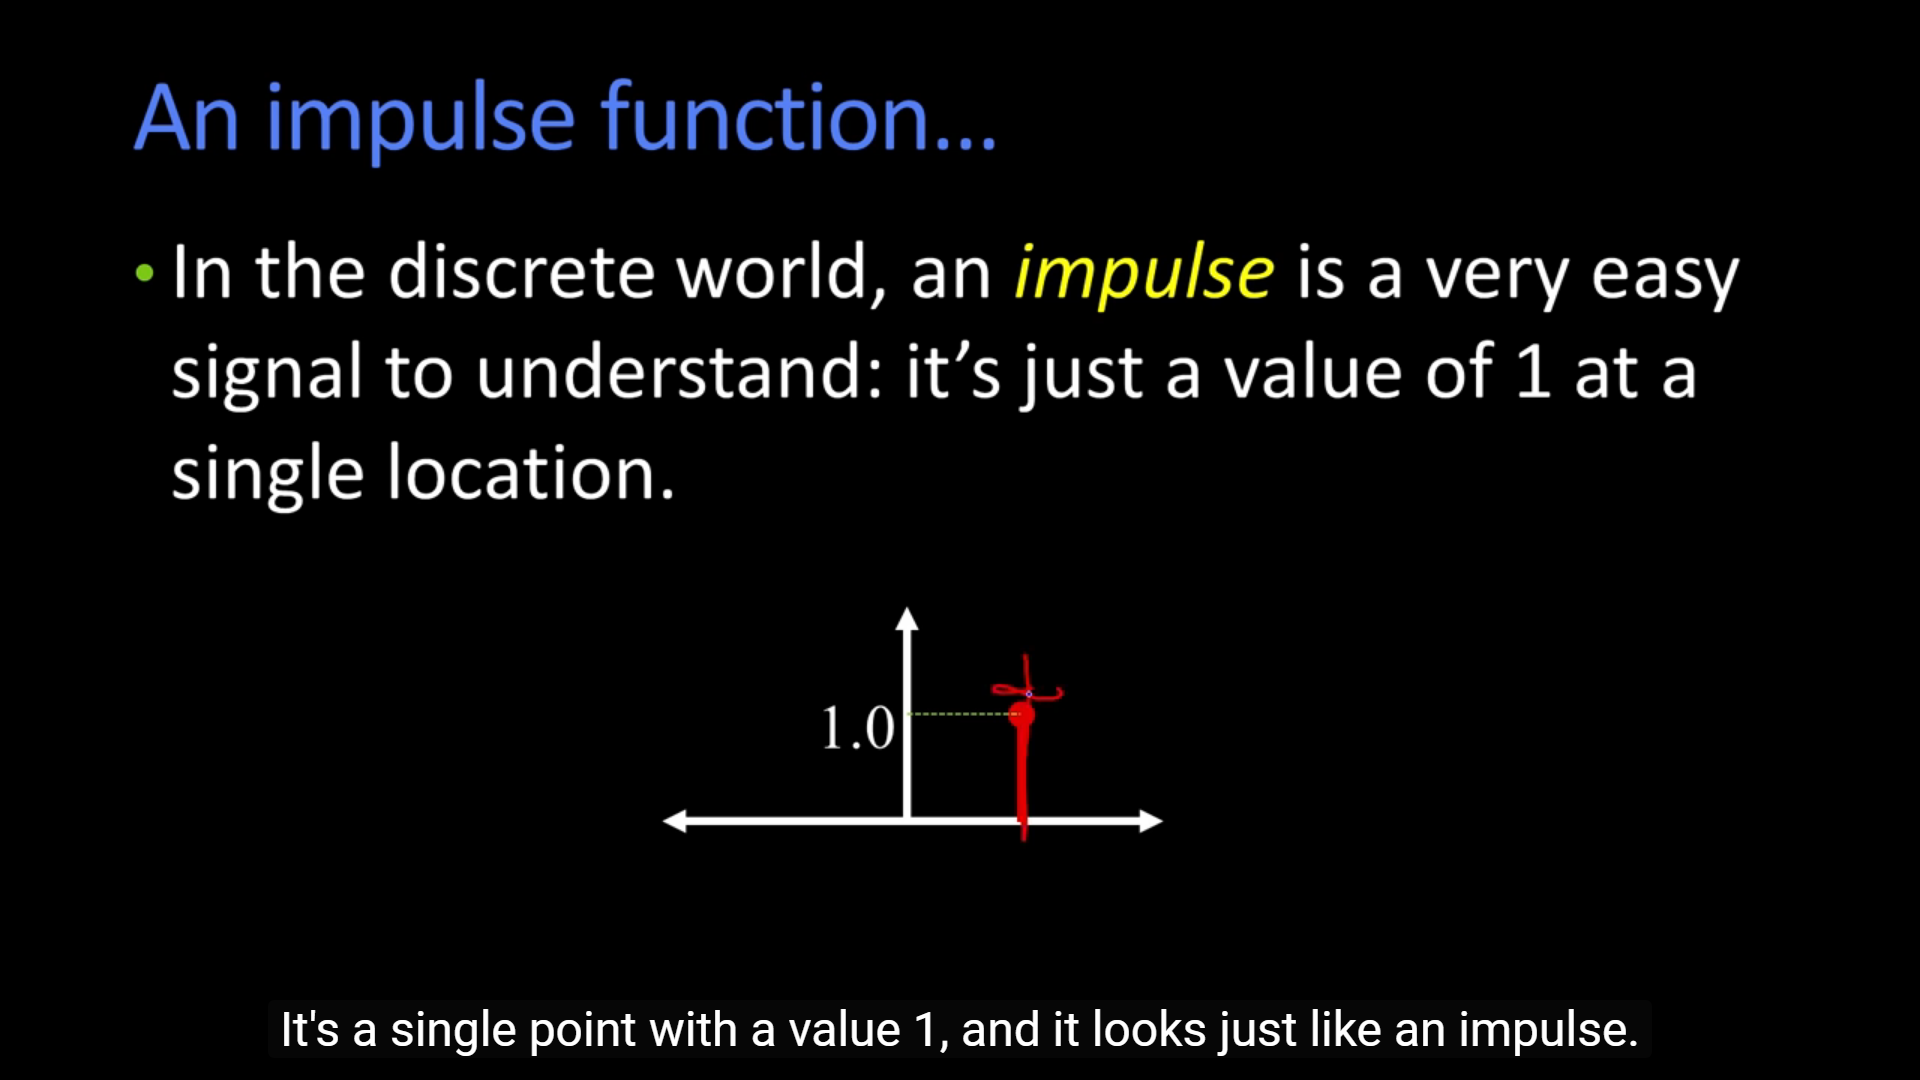 An impulse function...
• In the discrete world, an impulse is a very easy
signal to understand: it’s just a value of 1 at a
single location.
1.0
It's a single point with a value 1, and it looks just like an impulse.